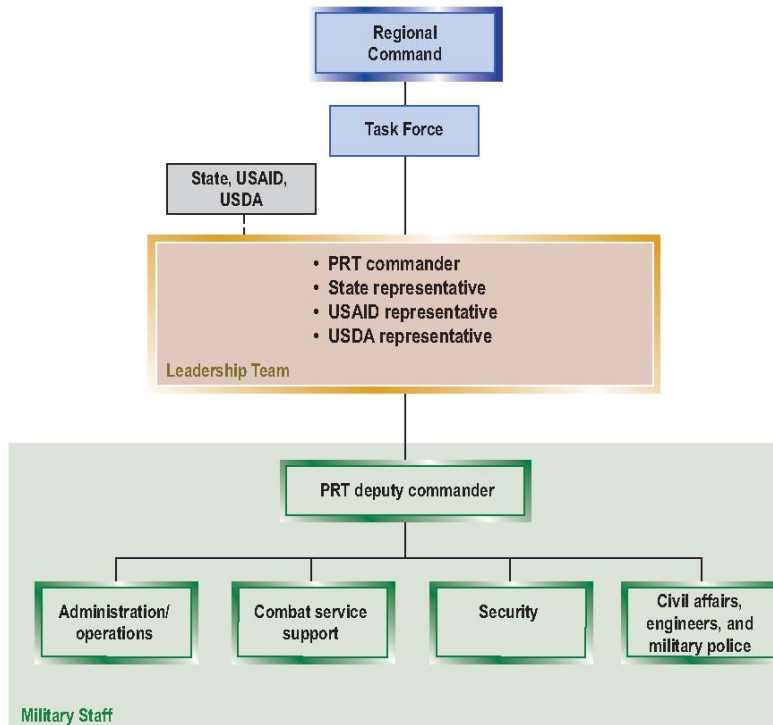 Regional
Command
Task Force
State, USAID,
USDA
• PRT commander
• State representative
• USAID representative
• USDA representative
Leadership Team
PRT deputy commander
Administration/
operations
Combat service
support
Security
Civil affairs,
engineers, and
military police
Military Staff